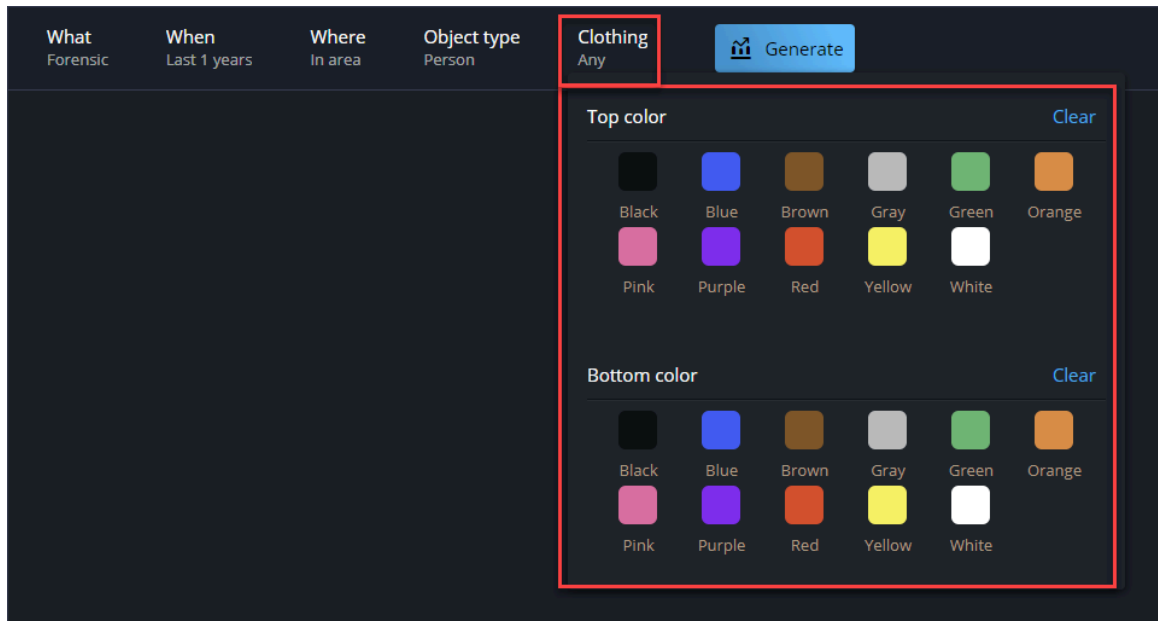 What When Where Object type Clothing
Forensic Last 1 years In area Person Any
Generate
Top color Clear
Black Blue Brown Gray Green Orange
Pink Purple Red Yellow White
Bottom color Clear
Black Blue Brown Gray Green Orange
Pink Purple Red Yellow White